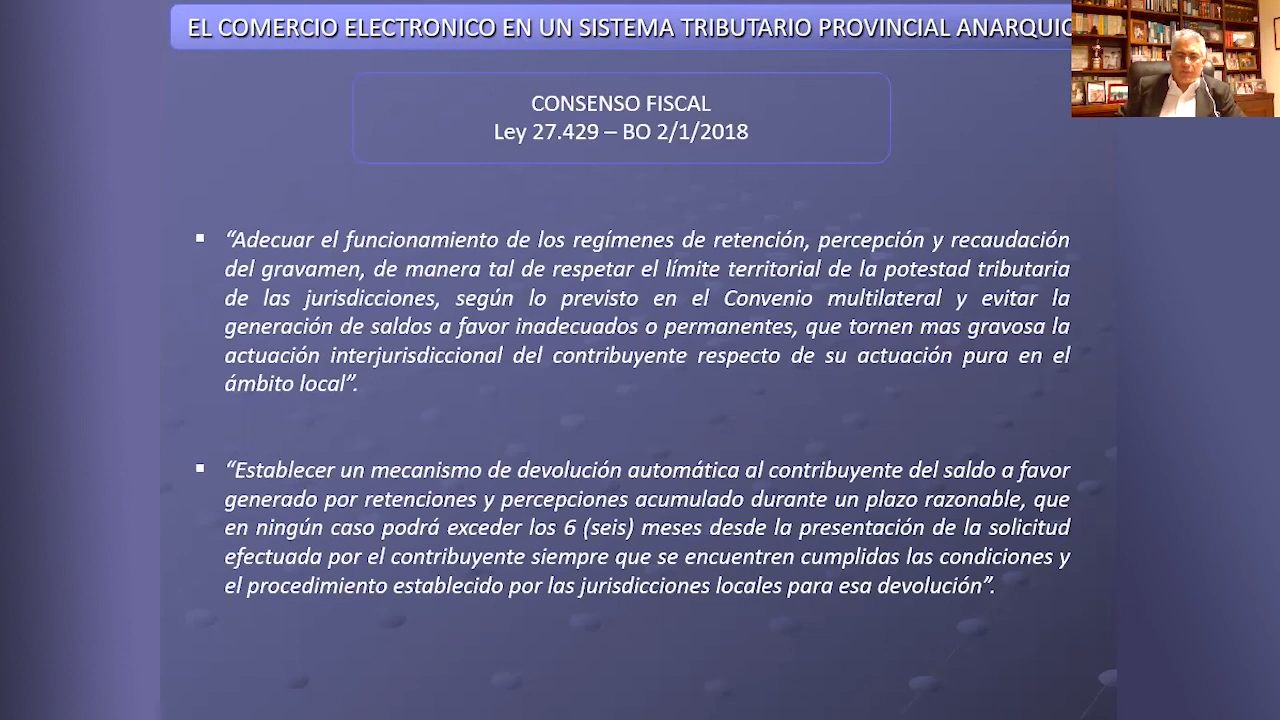 EL COMERCIO ELECTRONICO EN UN SISTEMA TRIBUTARIO PROVINCIAL
CONSENSO FISCAL
Ley 27.429 – BO 2/1/2018
▪ “Adecuar el funcionamiento de los regímenes de retención, percepción y recaudación
del gravamen, de manera tal de respetar el límite territorial de la potestad tributaria
de las jurisdicciones, según lo previsto en el Convenio multilateral y evitar la
generación de saldos a favor inadecuados o permanentes, que tornen mas gravosa la
actuación interjurisdiccional del contribuyente respecto de su actuación pura en el
ámbito local”.
▪ “Establecer un mecanismo de devolución automática al contribuyente del saldo a favor
generado por retenciones y percepciones acumulado durante un plazo razonable, que
en ningún caso podrá exceder los 6 (seis) meses desde la presentación de la solicitud
efectuada por el contribuyente siempre que se encuentren cumplidas las condiciones y
el procedimiento establecido por las jurisdicciones locales para esa devolución”.